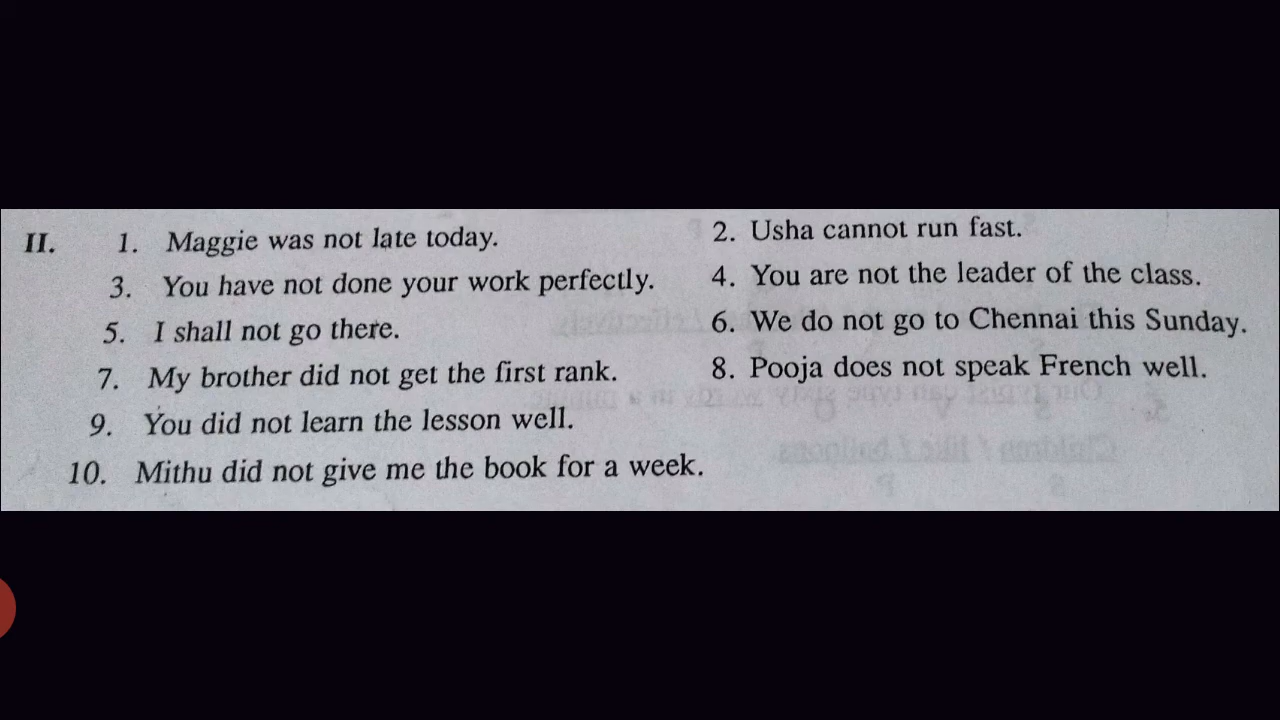 II. 1. Maggie was not late today. 2. Usha cannot run fast.
3. You have not done your work perfectly. 4. You are not the leader of the class.
5. I shall not go there. 6. We do not go to Chennai this Sunday.
7. My brother did not get the first rank. 8. Pooja does not speak French well.
9. You did not learn the lesson well.
10. Mithu did not give me the book for a week.